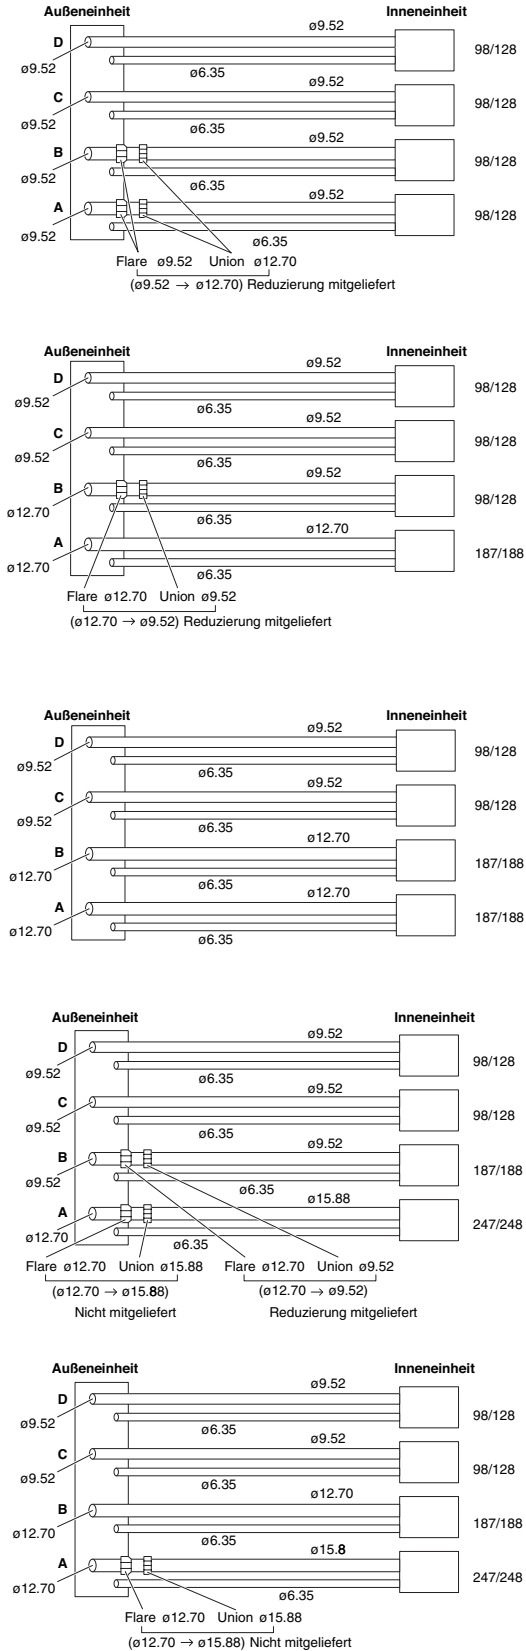 Außeneinheit Inneneinheit
ø9.52
D
98/128
ø9.52
ø6.35
ø9.52
C
98/128
ø9.52
ø6.35
ø9.52
B
98/128
ø9.52
ø6.35
ø9.52
A
98/128
ø9.52
ø6.35
Flare ø9.52 Union ø12.70
(ø9.52 → ø12.70) Reduzierung mitgeliefert
Außeneinheit Inneneinheit
ø9.52
D
98/128
ø9.52
ø6.35
ø9.52
C
98/128
ø9.52
ø6.35
ø9.52
B
98/128
ø12.70
ø6.35
ø12.70
A
187/188
ø12.70
ø6.35
Flare ø12.70 Union ø9.52
(ø12.70 → ø9.52) Reduzierung mitgeliefert
Außeneinheit Inneneinheit
ø9.52
D
98/128
ø9.52
ø6.35
ø9.52
C
98/128
ø9.52
ø6.35
ø12.70
B
187/188
ø12.70
ø6.35
ø12.70
A
187/188
ø12.70
ø6.35
Außeneinheit Inneneinheit
ø9.52
D
98/128
ø9.52
ø6.35
ø9.52
C
98/128
ø9.52
ø6.35
ø9.52
B
187/188
ø9.52
ø6.35
ø15.88
A
247/248
ø12.70
ø6.35
Flare ø12.70 Union ø15.88 Flare ø12.70 Union ø9.52
(ø12.70 → ø15.88) (ø12.70 → ø9.52)
Nicht mitgeliefert Reduzierung mitgeliefert
Außeneinheit Inneneinheit
ø9.52
D
98/128
ø9.52
ø6.35
ø9.52
C
98/128
ø9.52
ø6.35
ø12.70
B
187/188
ø12.70
ø6.35
ø15.8
A
247/248
ø12.70
ø6.35
Flare ø12.70 Union ø15.88
(ø12.70 → ø15.88) Nicht mitgeliefert